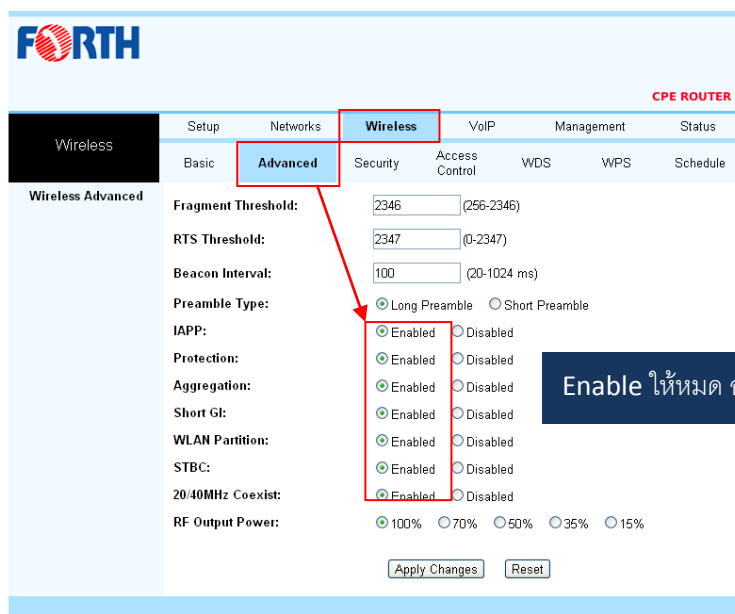 FORTH
CPE ROUTER
Wireless
Setup Networks Wireless VoIP Management Status
Basic Advanced Security Access Control WDS WPS Schedule
Wireless Advanced
Fragment Threshold: 2346 (256-2346)
RTS Threshold: 2347 (0-2347)
Beacon Interval: 100 (20-1024 ms)
Preamble Type: Long Preamble Short Preamble
IAPP: Enabled Disabled
Protection: Enabled Disabled
Aggregation: Enabled Disabled
Enable ให้หมด
Short GI: Enabled Disabled
WLAN Partition: Enabled Disabled
STBC: Enabled Disabled
20/40MHz Coexist: Enabled Disabled
RF Output Power: 100% 70% 50% 35% 15%
Apply Changes Reset